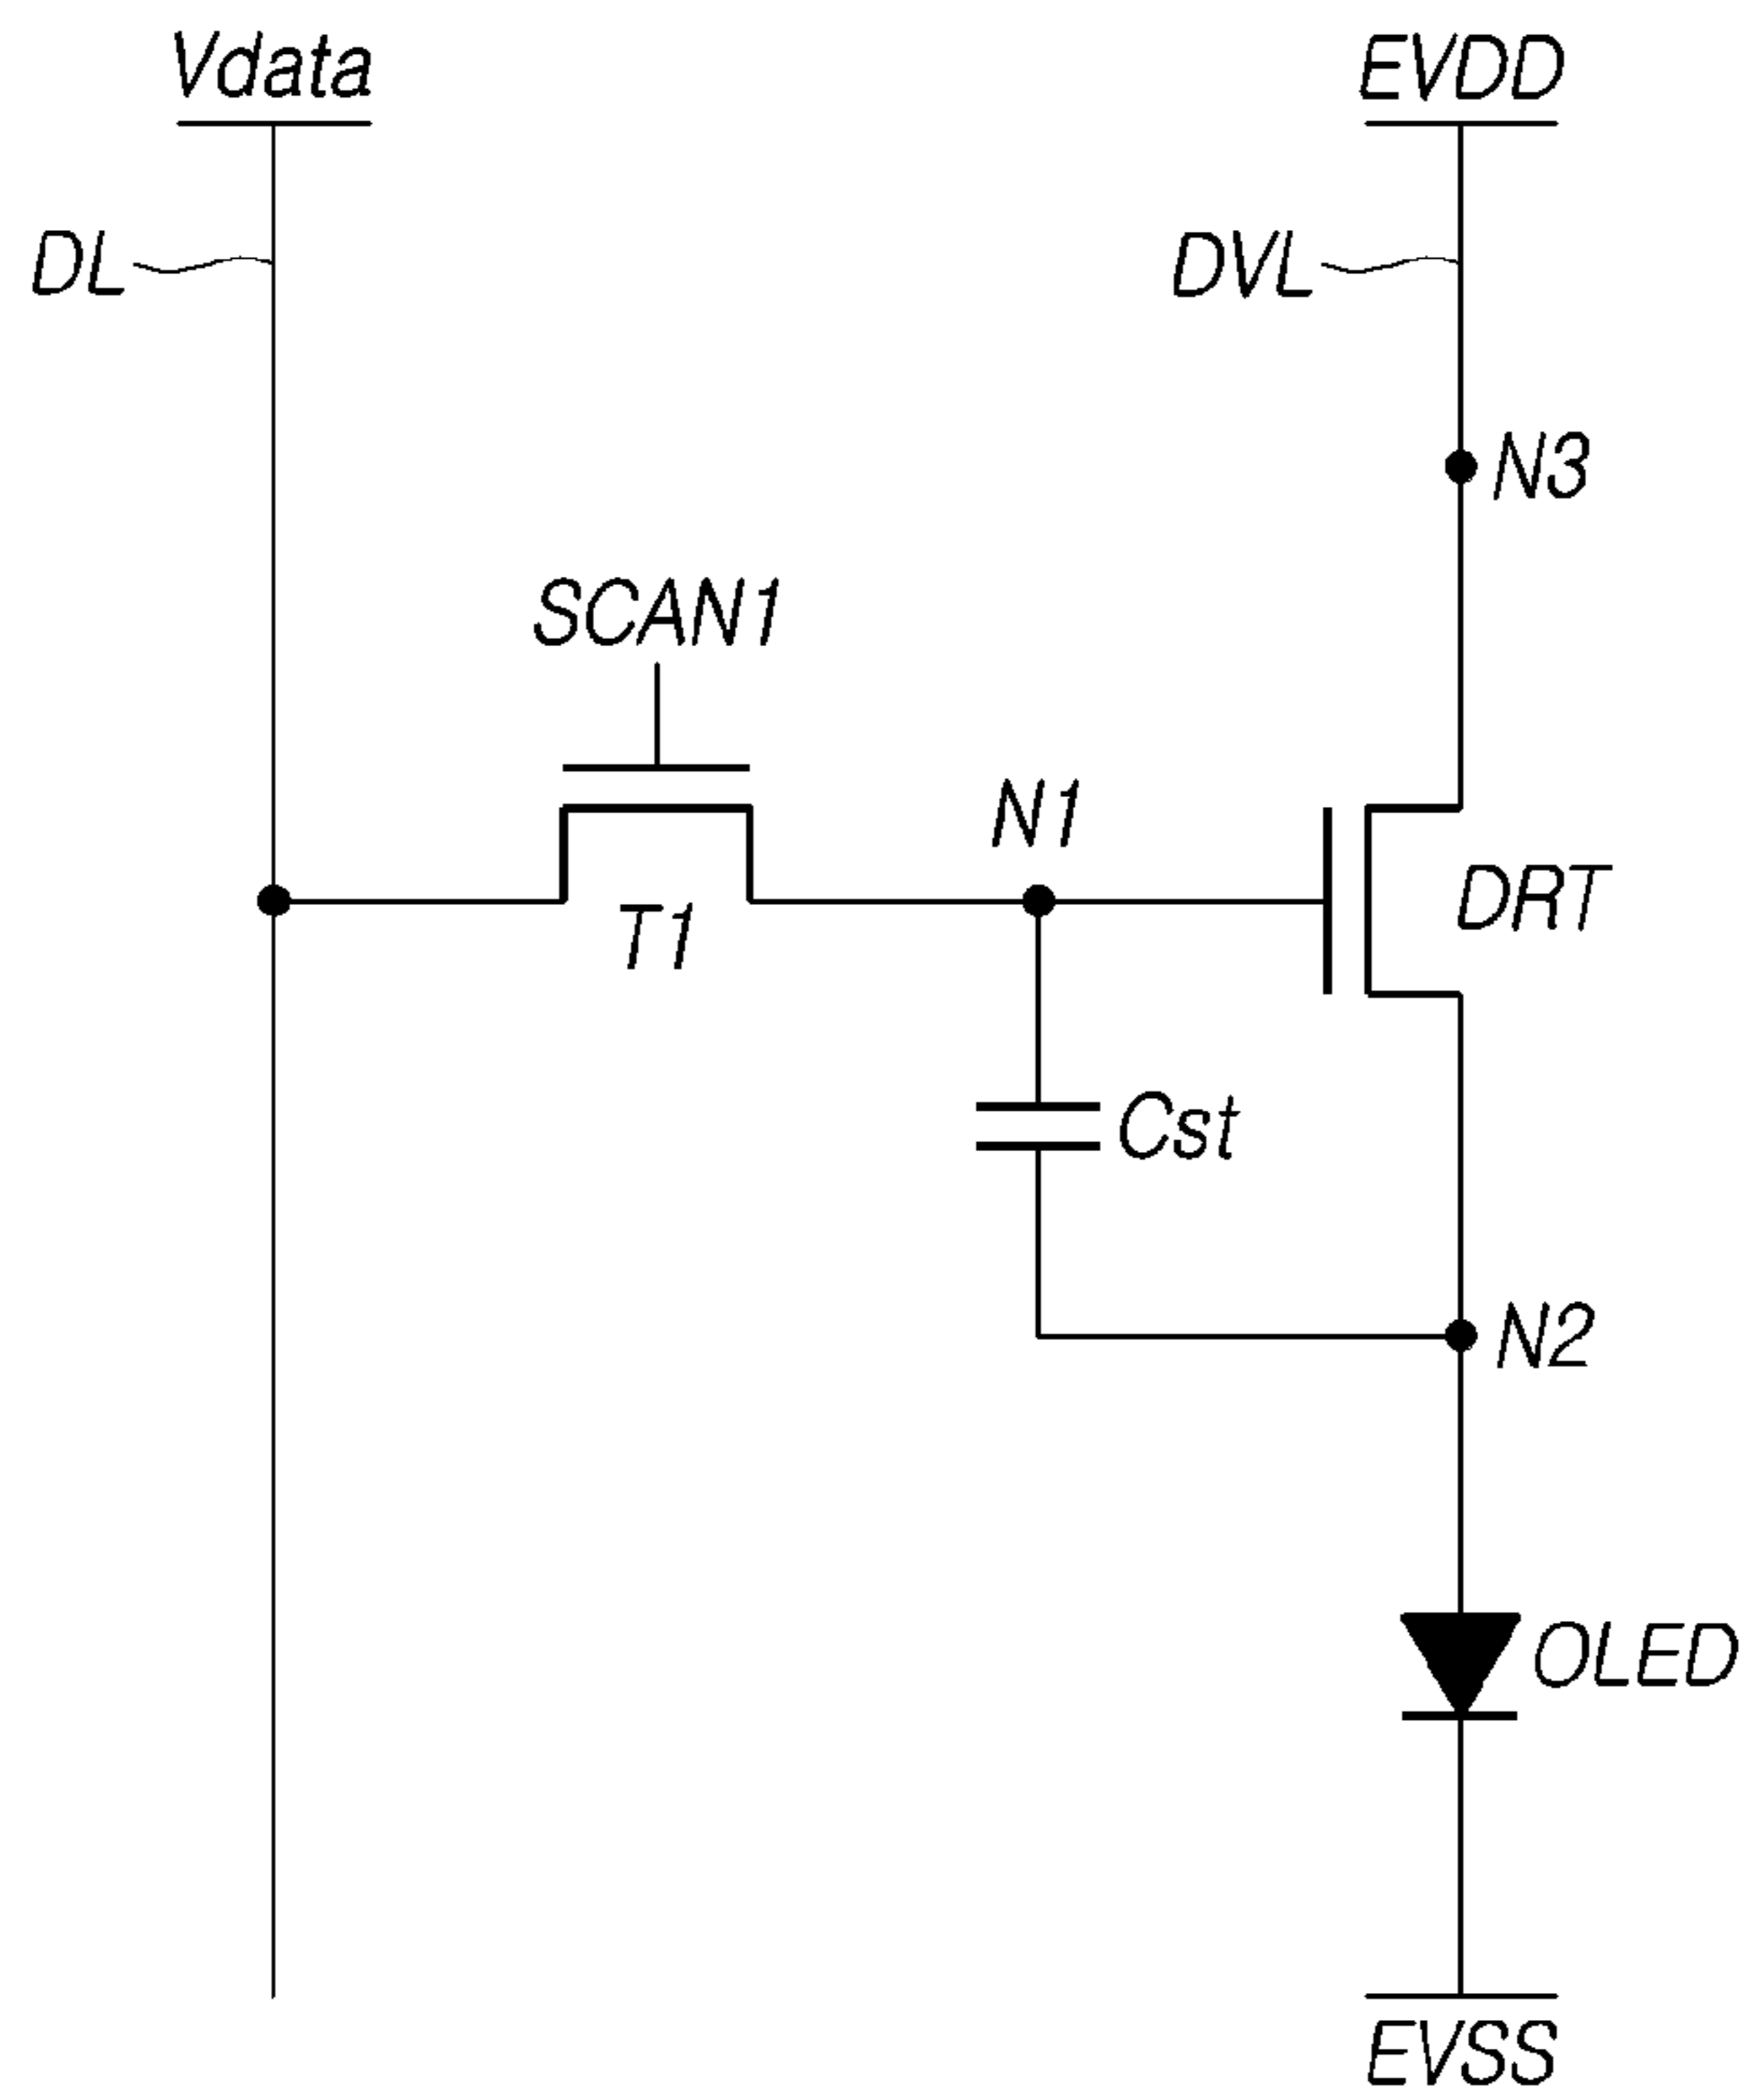 Vdata
EVDD
DL
DVL
N3
SCAN1
N1
DRT
T1
Cst
N2
OLED
EVSS